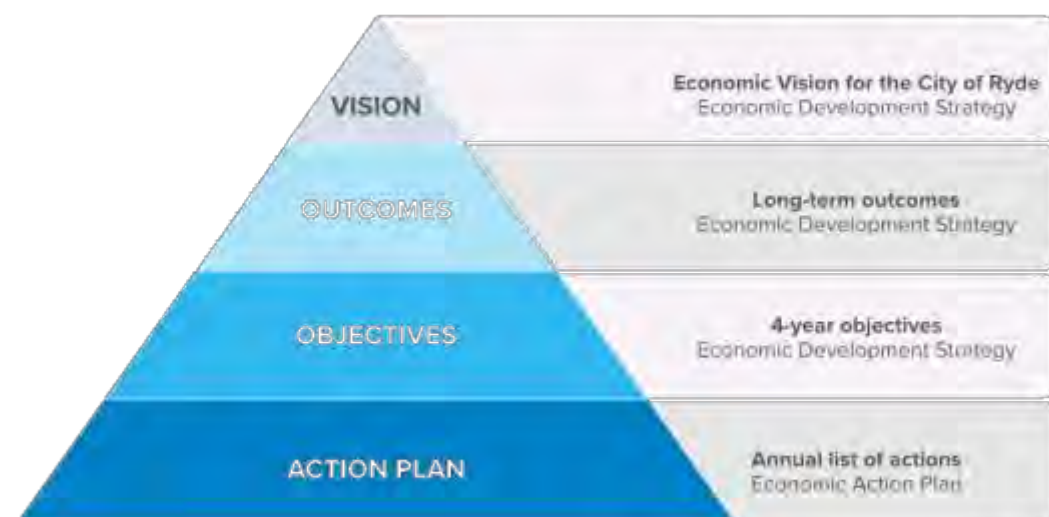 VISION
Economic Vision for the City of Ryde
Economic Development Strategy
OUTCOMES
Long-term outcomes
Economic Development Strategy
OBJECTIVES
4-year objectives
Economic Development Strategy
ACTION PLAN
Annual list of actions
Economic Action Plan